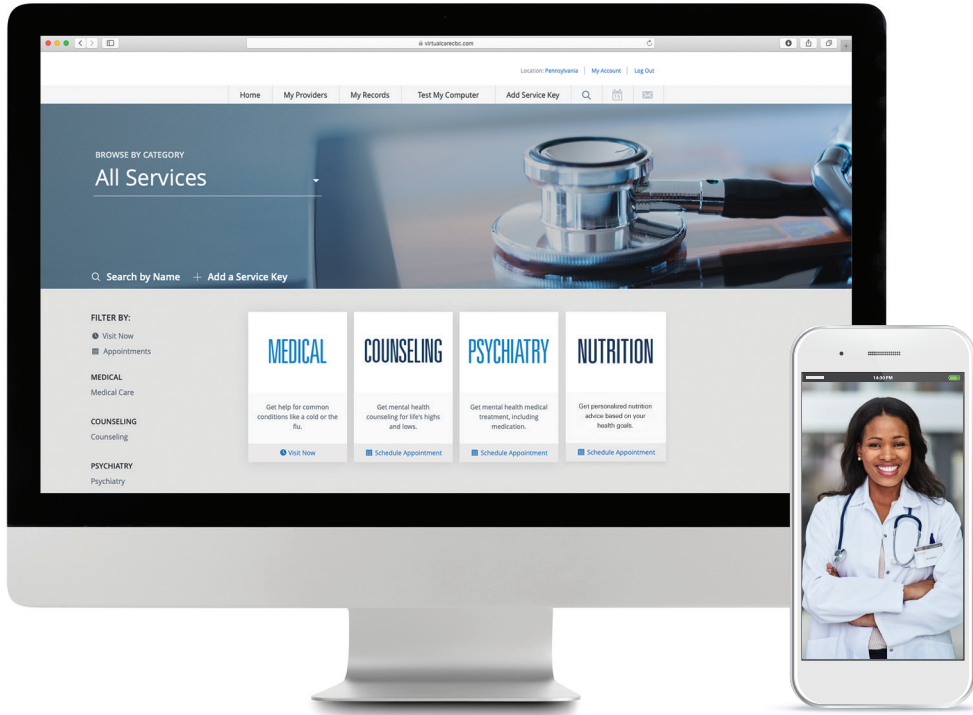 virtualcarecbc.com
Location: Pennsylvania | My Account | Log Out
Home My Providers My Records Test My Computer Add Service Key
BROWSE BY CATEGORY
All Services
Search by Name + Add a Service Key
FILTER BY:
Visit Now
Appointments
MEDICAL
Medical Care
COUNSELING
Counseling
PSYCHIATRY
Psychiatry
MEDICAL
Get help for common
conditions like a cold or the
flu.
Visit Now
COUNSELING
Get mental health
counseling for life's highs
and lows.
Schedule Appointment
PSYCHIATRY
Get mental health medical
treatment, including
medication.
Schedule Appointment
NUTRITION
Get personalized nutrition
advice based on your
health goals.
Schedule Appointment
14:30 PM